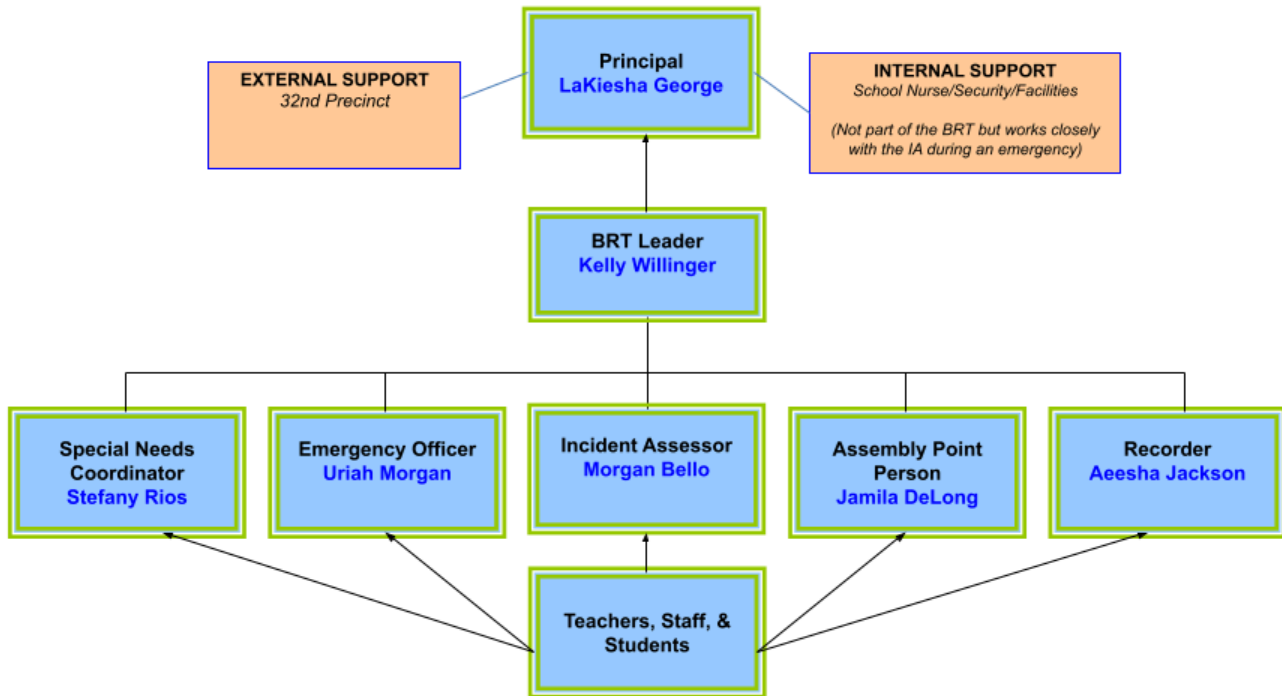 Principal
LaKiesha George
EXTERNAL SUPPORT
32nd Precinct
INTERNAL SUPPORT
School Nurse/Security/Facilities
(Not part of the BRT but works closely
with the IA during an emergency)
BRT Leader
Kelly Willinger
Special Needs
Coordinator
Stefany Rios
Emergency Officer
Uriah Morgan
Incident Assessor
Morgan Bello
Assembly Point
Person
Jamila DeLong
Recorder
Aeesha Jackson
Teachers, Staff, &
Students